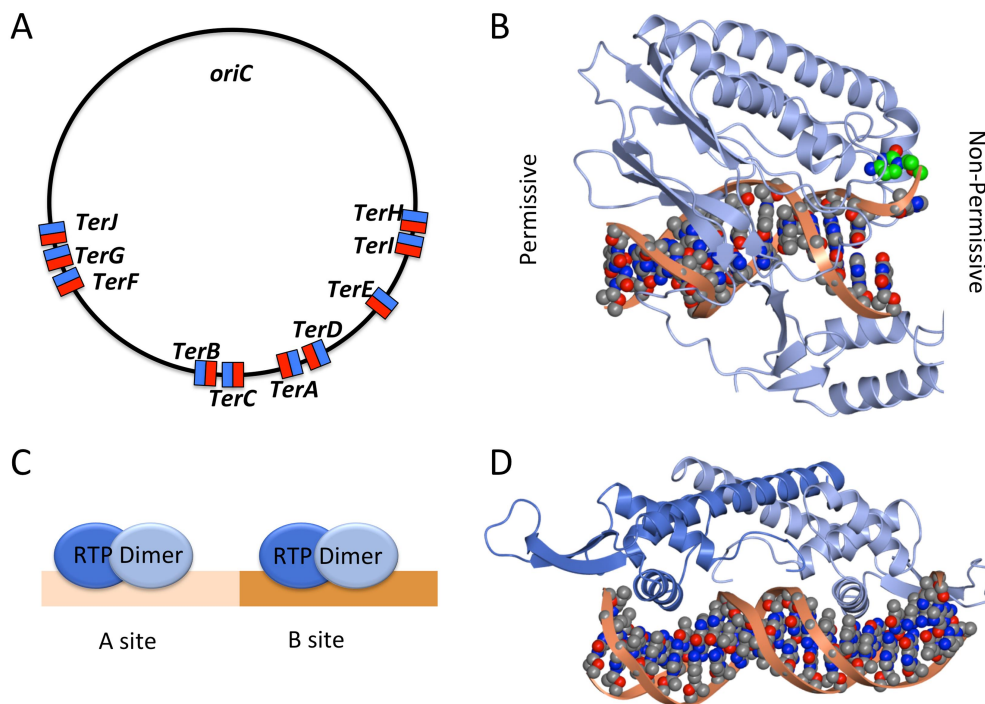 A
oriC
TerJ
TerG
TerF
TerH
TerI
TerE
TerD
TerB
TerC
TerA
B
Permissive
Non-Permissive
C
RTP Dimer
RTP Dimer
A site
B site
D